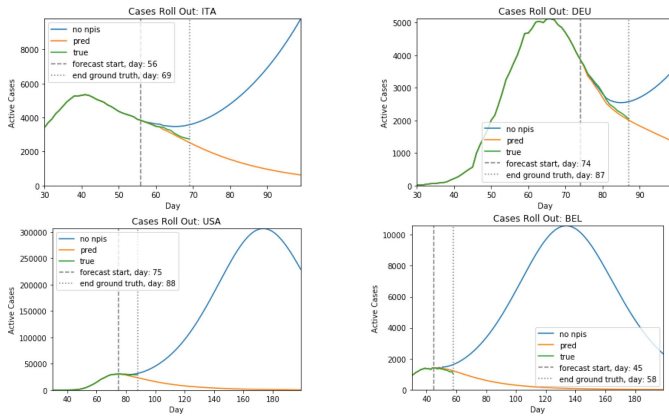 Cases Roll Out: ITA
8000
6000
4000
2000
0
Active Cases
no npis
pred
true
forecast start, day: 56
end ground truth, day: 69
30 40 50 60 70 80 90
Day
Cases Roll Out: DEU
5000
4000
3000
2000
1000
0
Active Cases
no npis
pred
true
forecast start, day: 74
end ground truth, day: 87
30 40 50 60 70 80 90
Day
Cases Roll Out: USA
300000
250000
200000
150000
100000
50000
0
Active Cases
no npis
pred
true
forecast start, day: 75
end ground truth, day: 88
40 60 80 100 120 140 160 180
Day
Cases Roll Out: BEL
10000
8000
6000
4000
2000
0
Active Cases
no npis
pred
true
forecast start, day: 45
end ground truth, day: 58
40 60 80 100 120 140 160 180
Day